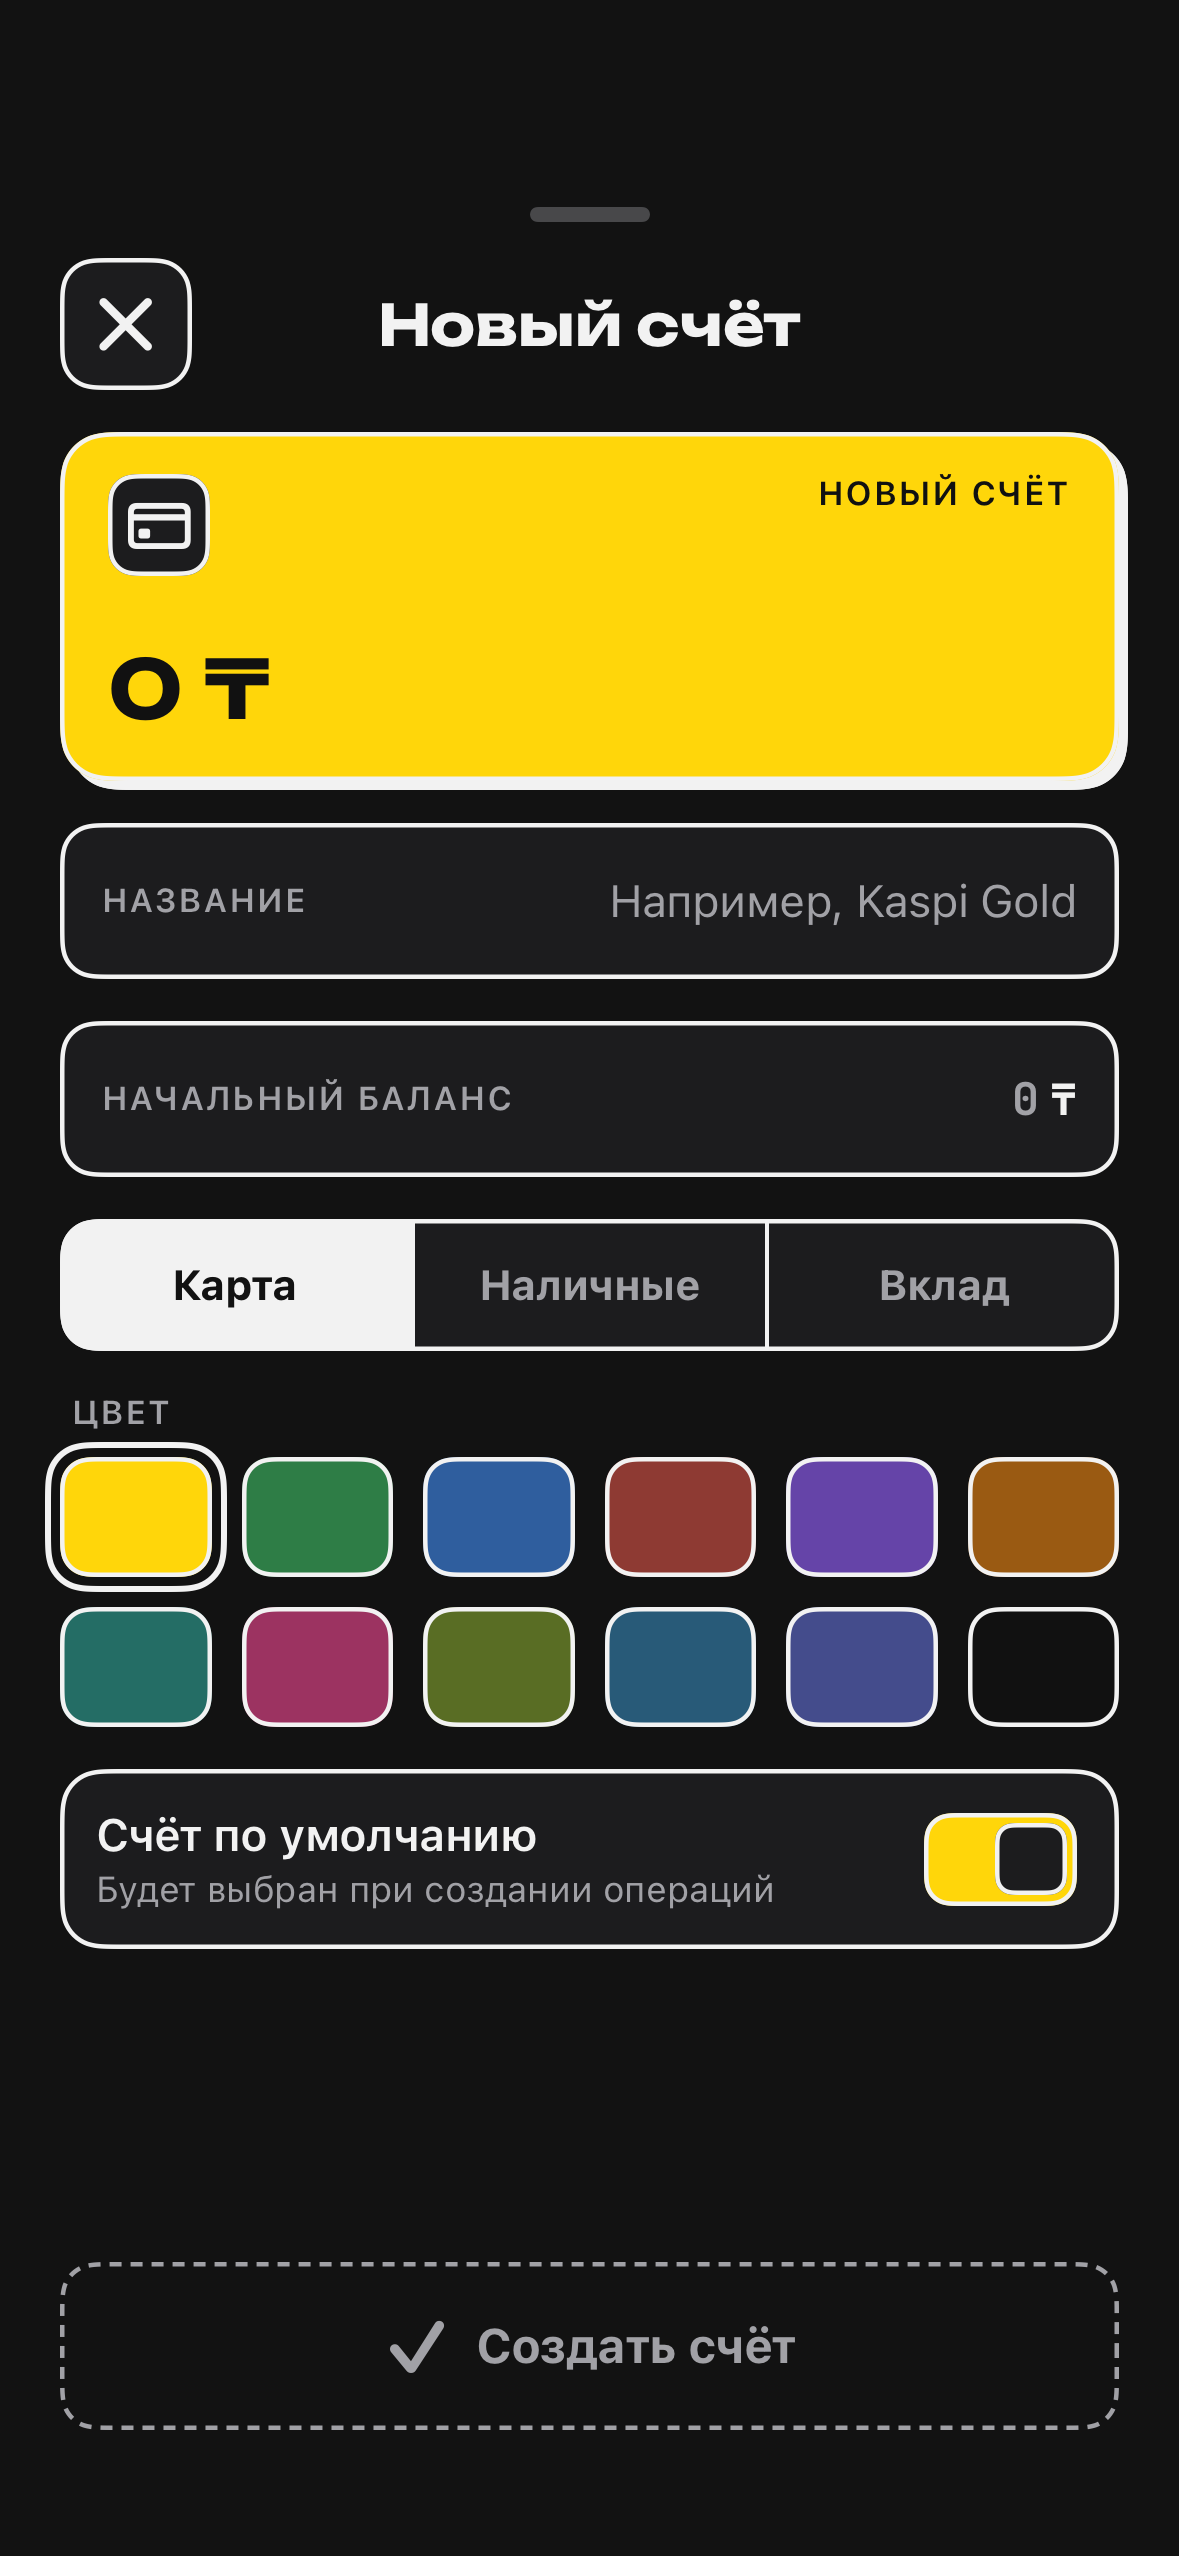 Новый счёт
НОВЫЙ СЧЁТ
0 ₸
НАЗВАНИЕ Например, Kaspi Gold
НАЧАЛЬНЫЙ БАЛАНС 0 ₸
Карта Наличные Вклад
ЦВЕТ
Счёт по умолчанию
Будет выбран при создании операций
Создать счёт